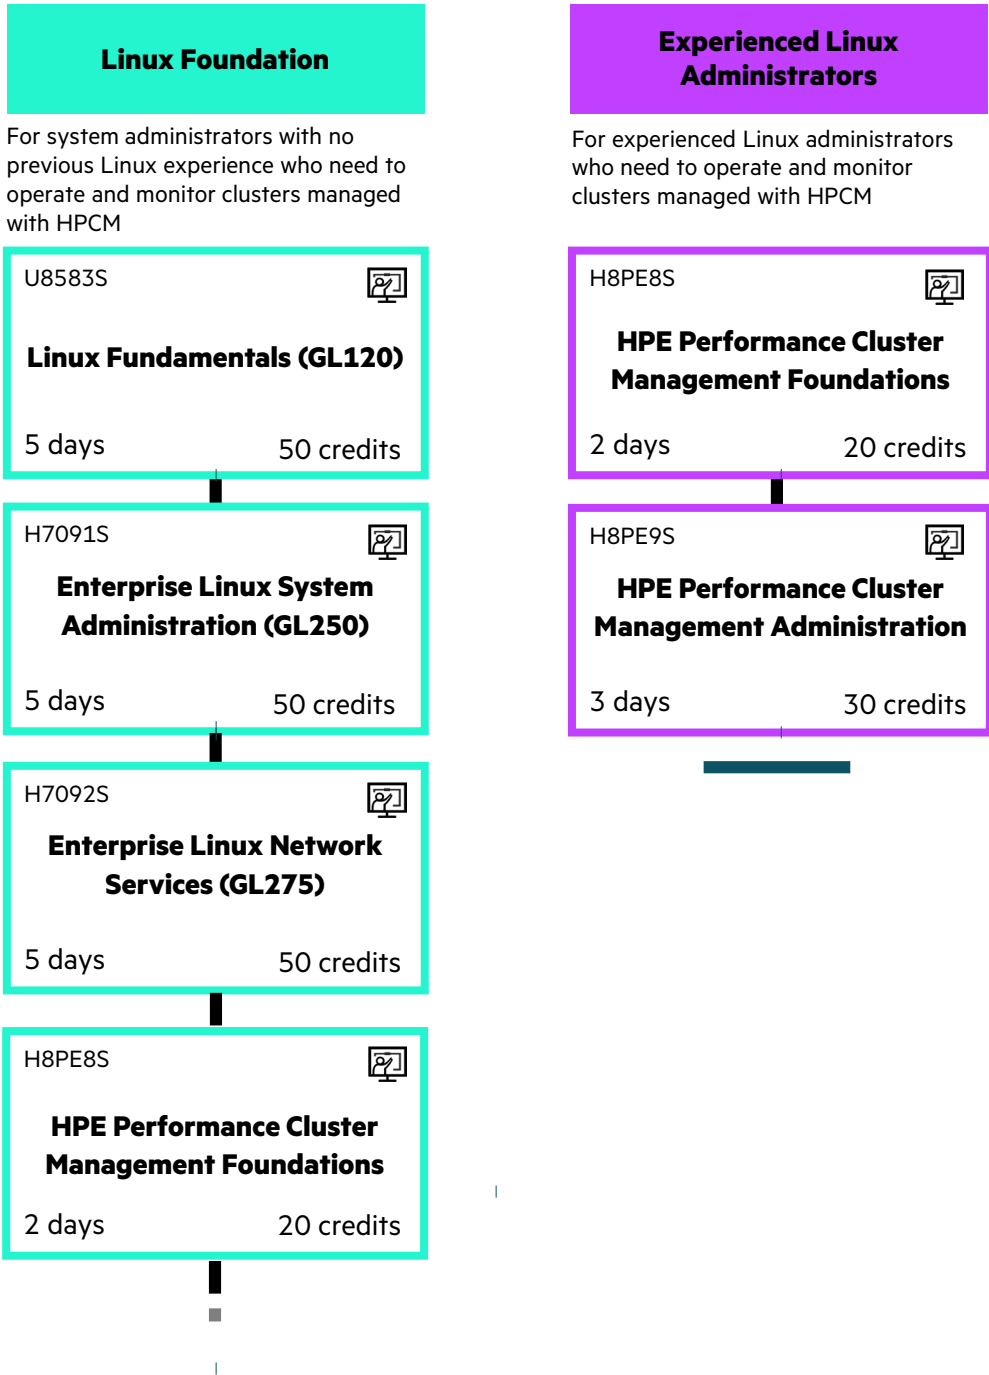 Linux Foundation
For system administrators with no
previous Linux experience who need to
operate and monitor clusters managed
with HPCM
U8583S
Linux Fundamentals (GL120)
5 days
50 credits
H7091S
Enterprise Linux System
Administration (GL250)
5 days
50 credits
H7092S
Enterprise Linux Network
Services (GL275)
5 days
50 credits
H8PE8S
HPE Performance Cluster
Management Foundations
2 days
20 credits
Experienced Linux
Administrators
For experienced Linux administrators
who need to operate and monitor
clusters managed with HPCM
H8PE8S
HPE Performance Cluster
Management Foundations
2 days
20 credits
H8PE9S
HPE Performance Cluster
Management Administration
3 days
30 credits